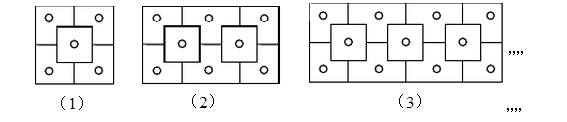 ,,,,
(1) (2) (3) ,,,,